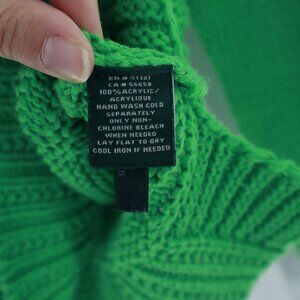 RN # 41381
CA # 56658
100% ACRYLIC/
ACRYLIQUE
HAND WASH COLD
SEPARATELY
ONLY NON-
CHLORINE BLEACH
WHEN NEEDED
LAY FLAT TO DRY
COOL IRON IF NEEDED